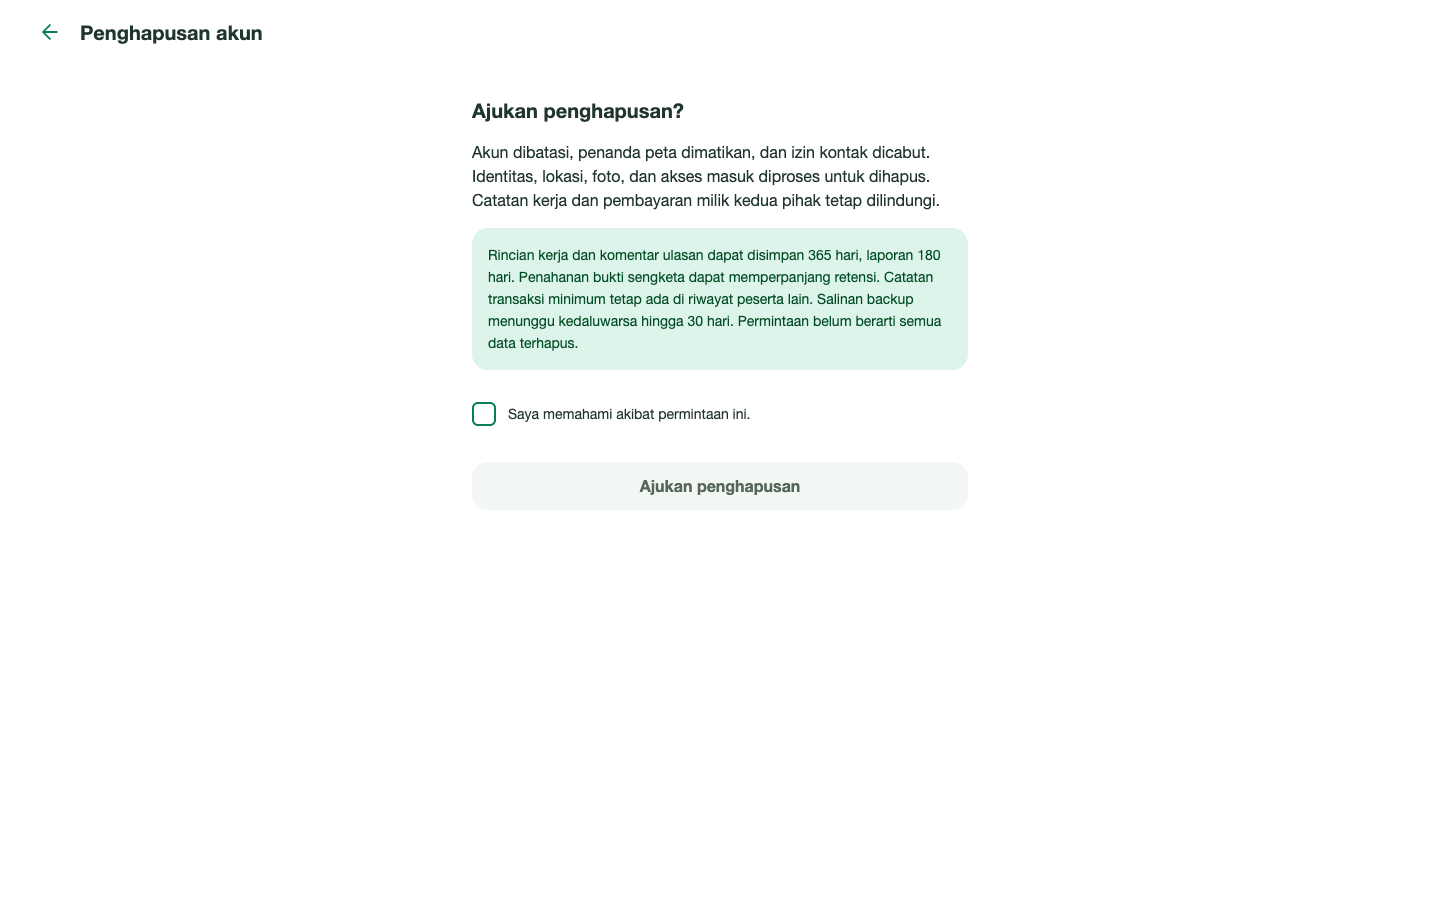 Penghapusan akun
Ajukan penghapusan?
Akun dibatasi, penanda peta dimatikan, dan izin kontak dicabut.
Identitas, lokasi, foto, dan akses masuk diproses untuk dihapus.
Catatan kerja dan pembayaran milik kedua pihak tetap dilindungi.
Rincian kerja dan komentar ulasan dapat disimpan 365 hari, laporan 180
hari. Penahanan bukti sengketa dapat memperpanjang retensi. Catatan
transaksi minimum tetap ada di riwayat peserta lain. Salinan backup
menunggu kedaluwarsa hingga 30 hari. Permintaan belum berarti semua
data terhapus.
Saya memahami akibat permintaan ini.
Ajukan penghapusan